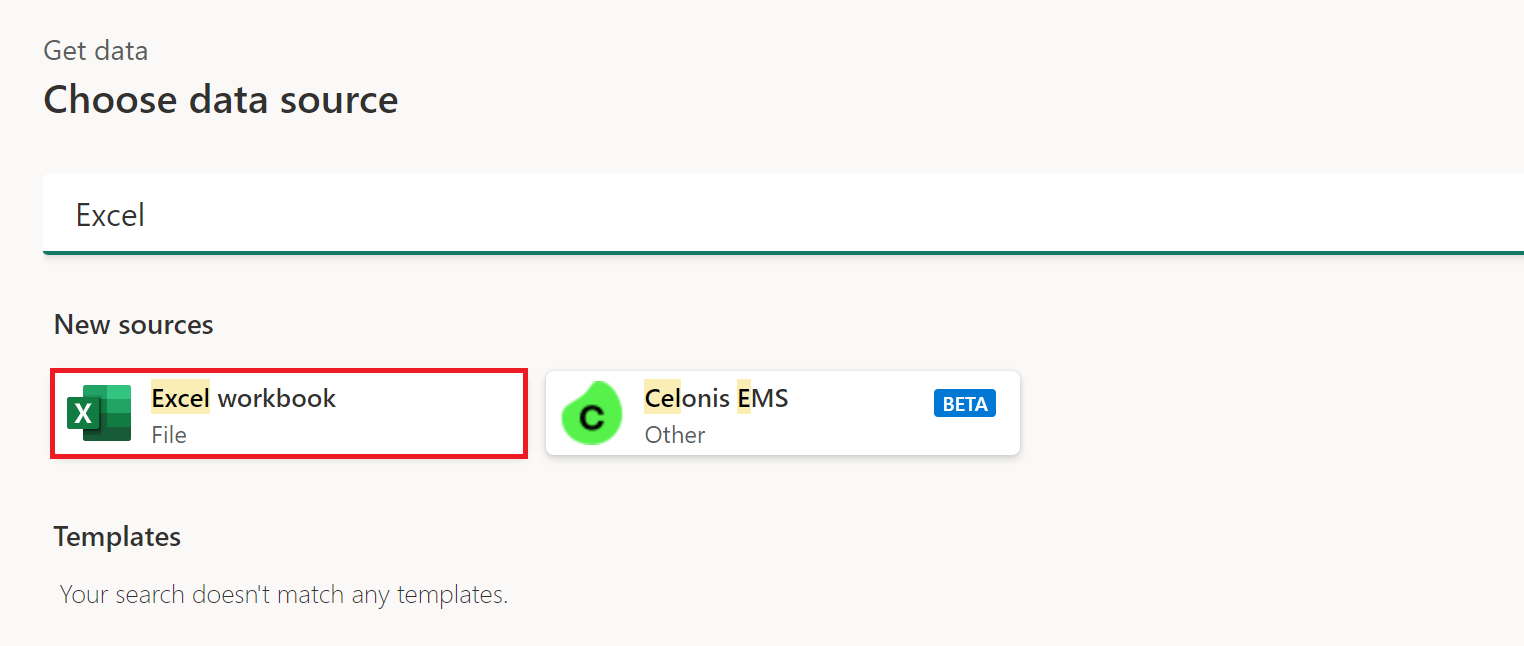 Get data
Choose data source
Excel
New sources
X
Excel workbook
File
C
Celonis EMS
BETA
Other
Templates
Your search doesn't match any templates.